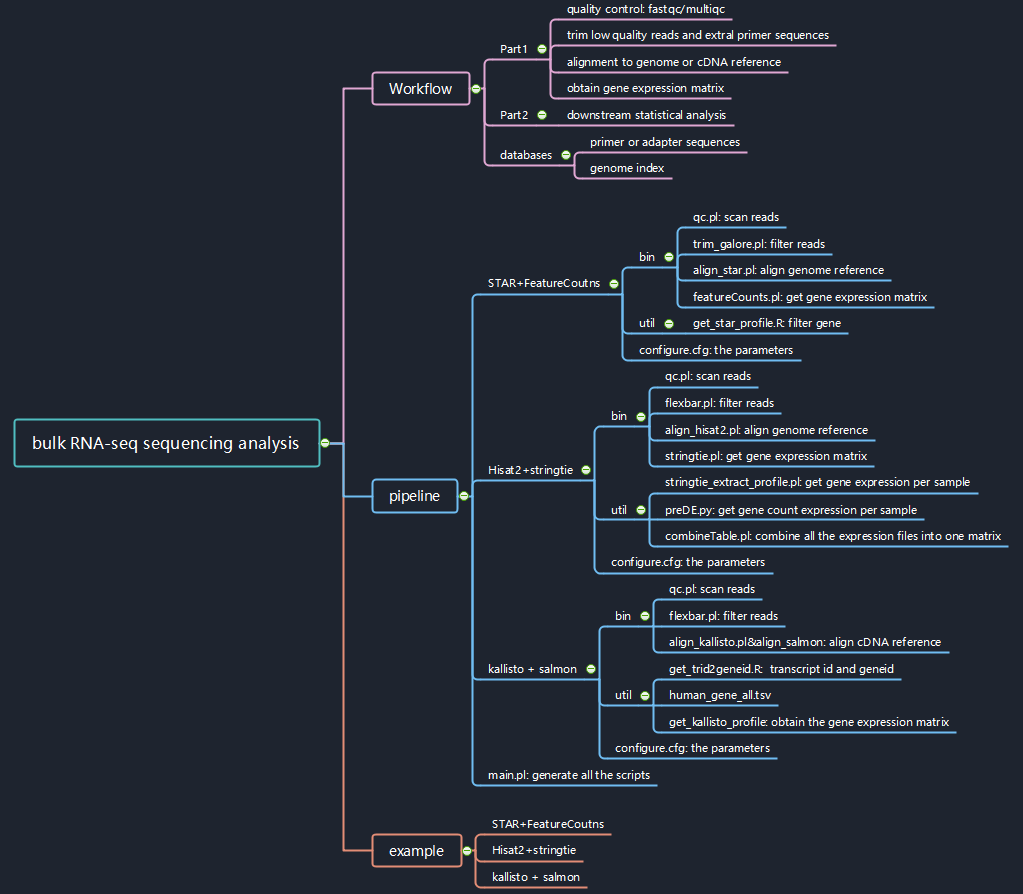 quality control: fastqc/multiqc
trim low quality reads and extral primer sequences
Part1
alignment to genome or cDNA reference
obtain gene expression matrix
Workflow
Part2
downstream statistical analysis
primer or adapter sequences
databases
genome index
qc.pl: scan reads
trim_galore.pl: filter reads
bin
align_star.pl: align genome reference
STAR+FeatureCoutns
featureCounts.pl: get gene expression matrix
util
get_star_profile.R: filter gene
configure.cfg: the parameters
qc.pl: scan reads
flexbar.pl: filter reads
bin
align_hisat2.pl: align genome reference
bulk RNA-seq sequencing analysis
stringtie.pl: get gene expression matrix
Hisat2+stringtie
stringtie_extract_profile.pl: get gene expression per sample
pipeline
util
preDE.py: get gene count expression per sample
combineTable.pl: combine all the expression files into one matrix
configure.cfg: the parameters
qc.pl: scan reads
bin
flexbar.pl: filter reads
align_kallisto.pl&align_salmon: align cDNA reference
kallisto + salmon
get_trid2geneid.R: transcript id and geneid
util
human_gene_all.tsv
get_kallisto_profile: obtain the gene expression matrix
configure.cfg: the parameters
main.pl: generate all the scripts
STAR+FeatureCoutns
example
Hisat2+stringtie
kallisto + salmon